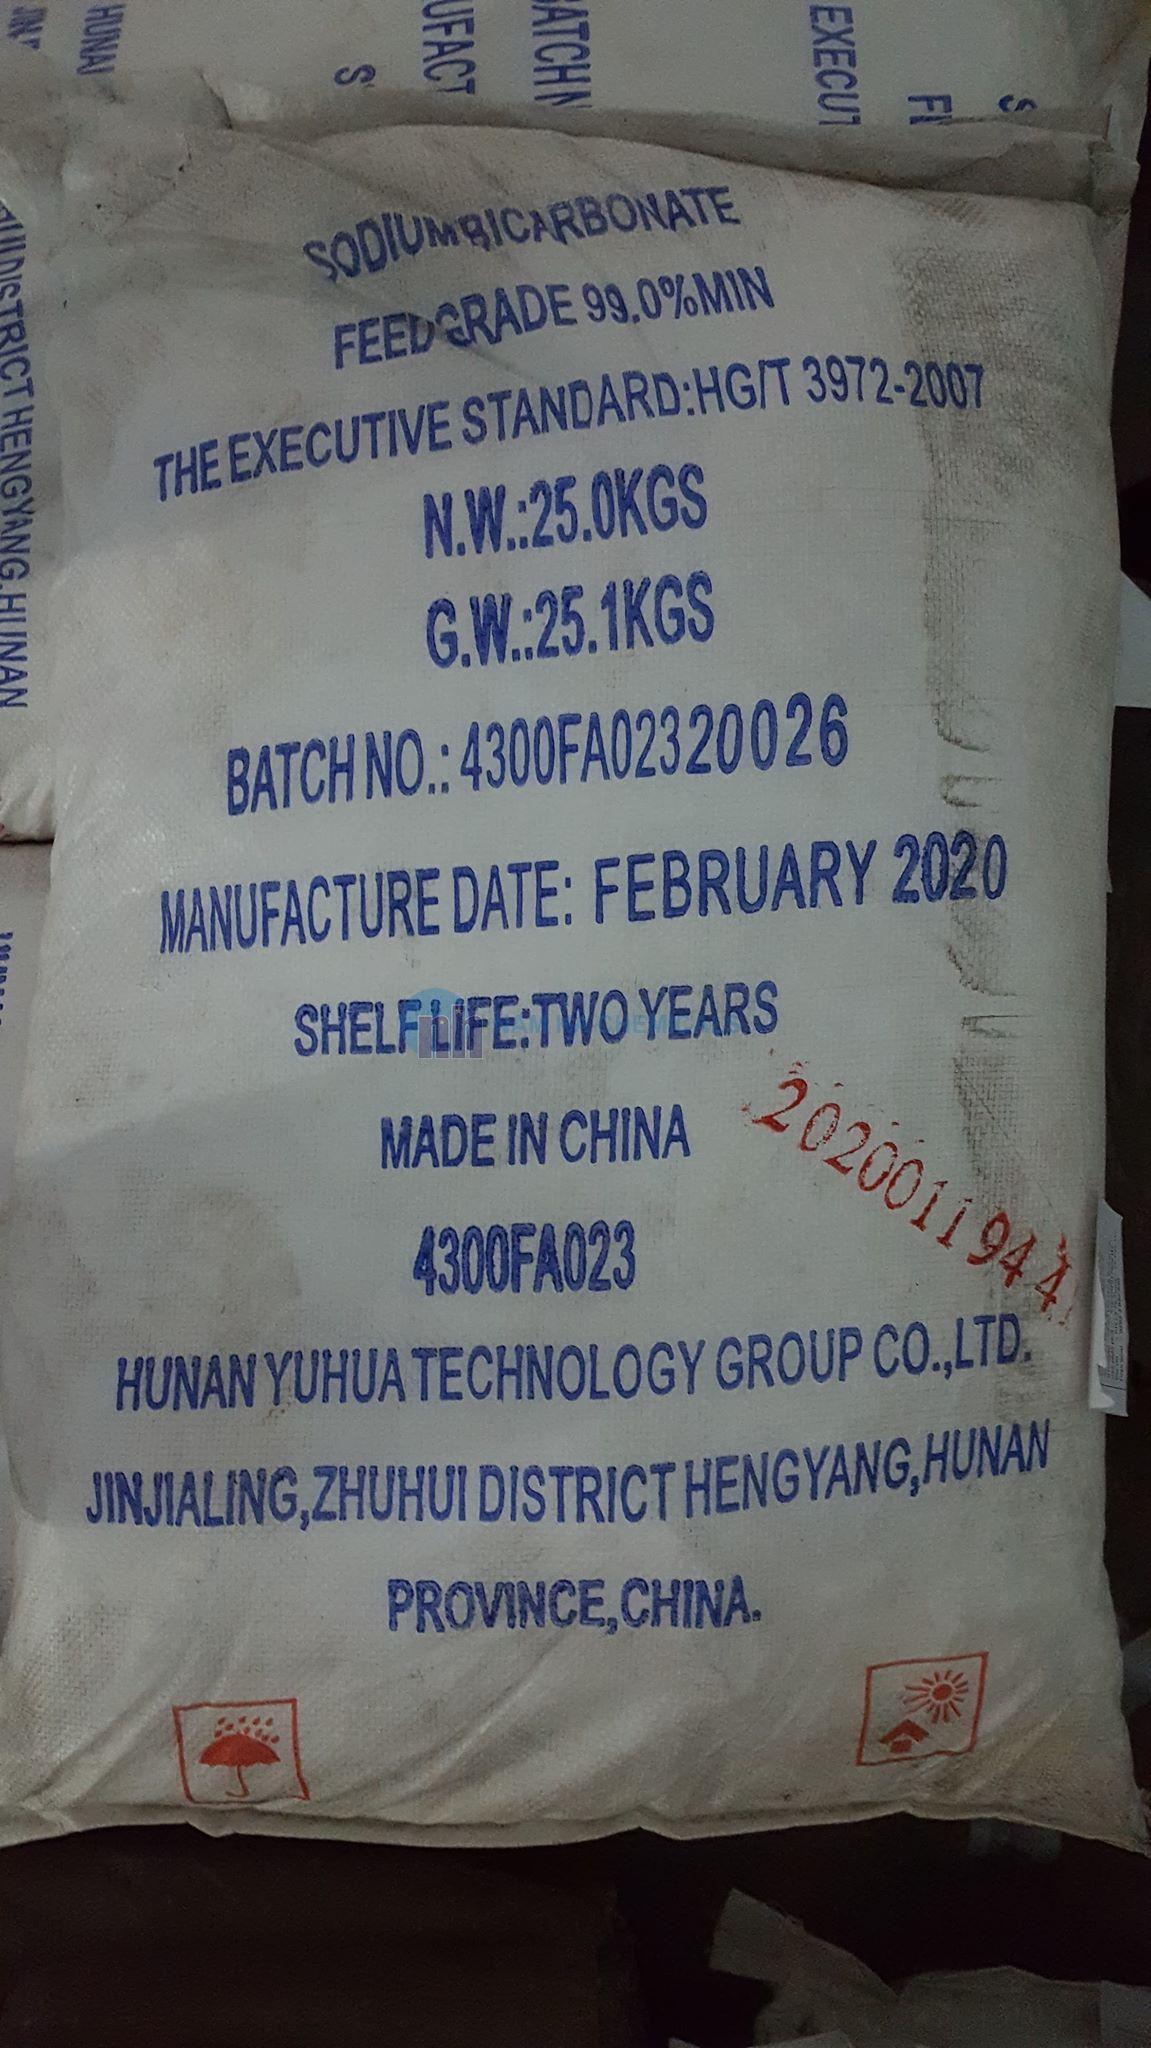 SODIUMBICARBONATE
FEEDGRADE 99.0%MIN
THE EXECUTIVE STANDARD:HG/T 3972-2007
N.W.:25.0KGS
G.W.:25.1KGS
BATCH NO.: 4300FA02320026
MANUFACTURE DATE: FEBRUARY 2020
SHELF LIFE:TWO YEARS
MADE IN CHINA
2020011944
4300FA023
HUNAN YUHUA TECHNOLOGY GROUP CO.,LTD.
JINJIALING,ZHUHUI DISTRICT HENGYANG,HUNAN
PROVINCE,CHINA.
DISTRICT HENGYANG,HUNAN